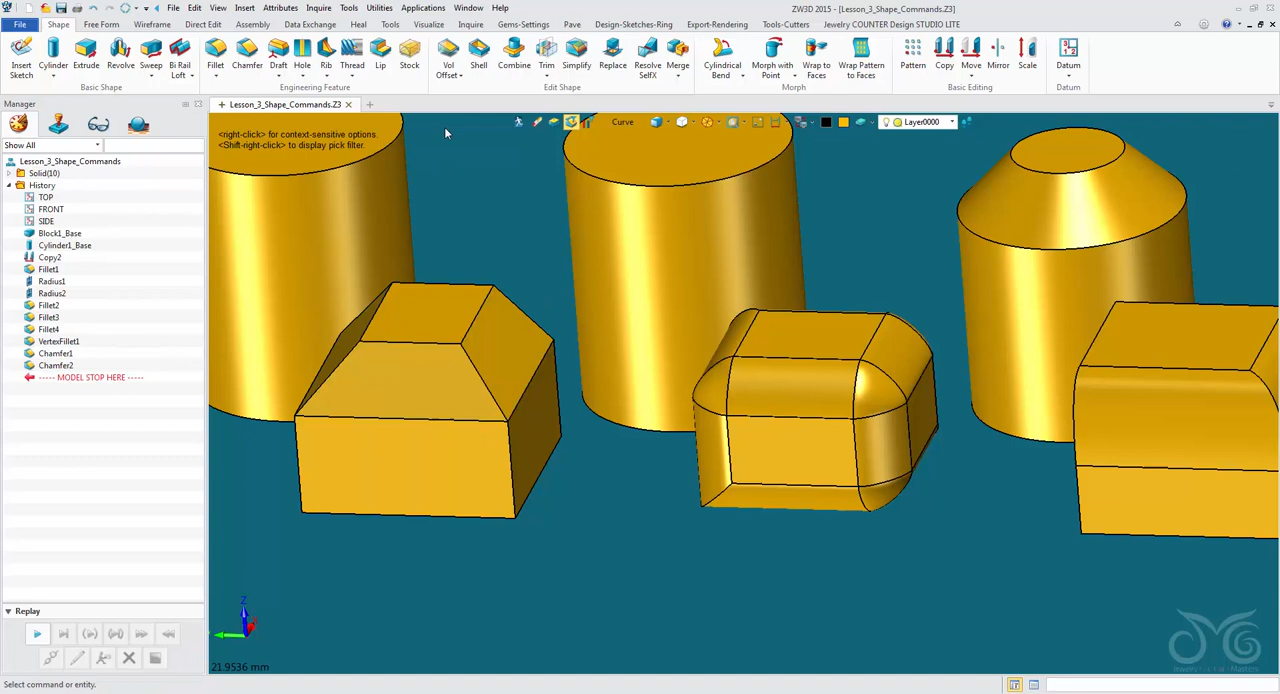 File Edit View Insert Attributes Inquire Tools Utilities Applications Window Help
ZW3D 2015 - [Lesson_3_Shape_Commands.Z3]
File Shape Free Form Wireframe Direct Edit Assembly Data Exchange Heal Tools Visualize Inquire Gems-Settings Pave Design-Sketches-Ring Export-Rendering Tools-Cutters Jewelry COUNTER Design STUDIO LITE
Insert Sketch Cylinder Extrude Revolve Sweep Bi Rail Loft Fillet Chamfer Draft Hole Rib Thread Lip Stock Vol Offset Shell Combine Trim Simplify Replace Resolve SelfX Merge Cylindrical Bend Morph with Point Wrap to Faces Wrap Pattern to Faces Pattern Copy Move Mirror Scale Datum
Basic Shape Engineering Feature Edit Shape Morph Basic Editing Datum
Manager
Lesson_3_Shape_Commands.Z3
<right-click> for context-sensitive options.
<Shift-right-click> to display pick filter.
Curve
Layer0000
Show All
Lesson_3_Shape_Commands
Solid(10)
History
TOP
FRONT
SIDE
Block1_Base
Cylinder1_Base
Copy2
Fillet1
Radius1
Radius2
Fillet2
Fillet3
Fillet4
VertexFillet1
Chamfer1
Chamfer2
----- MODEL STOP HERE -----
Replay
Z
21.9536 mm
Select command or entity.